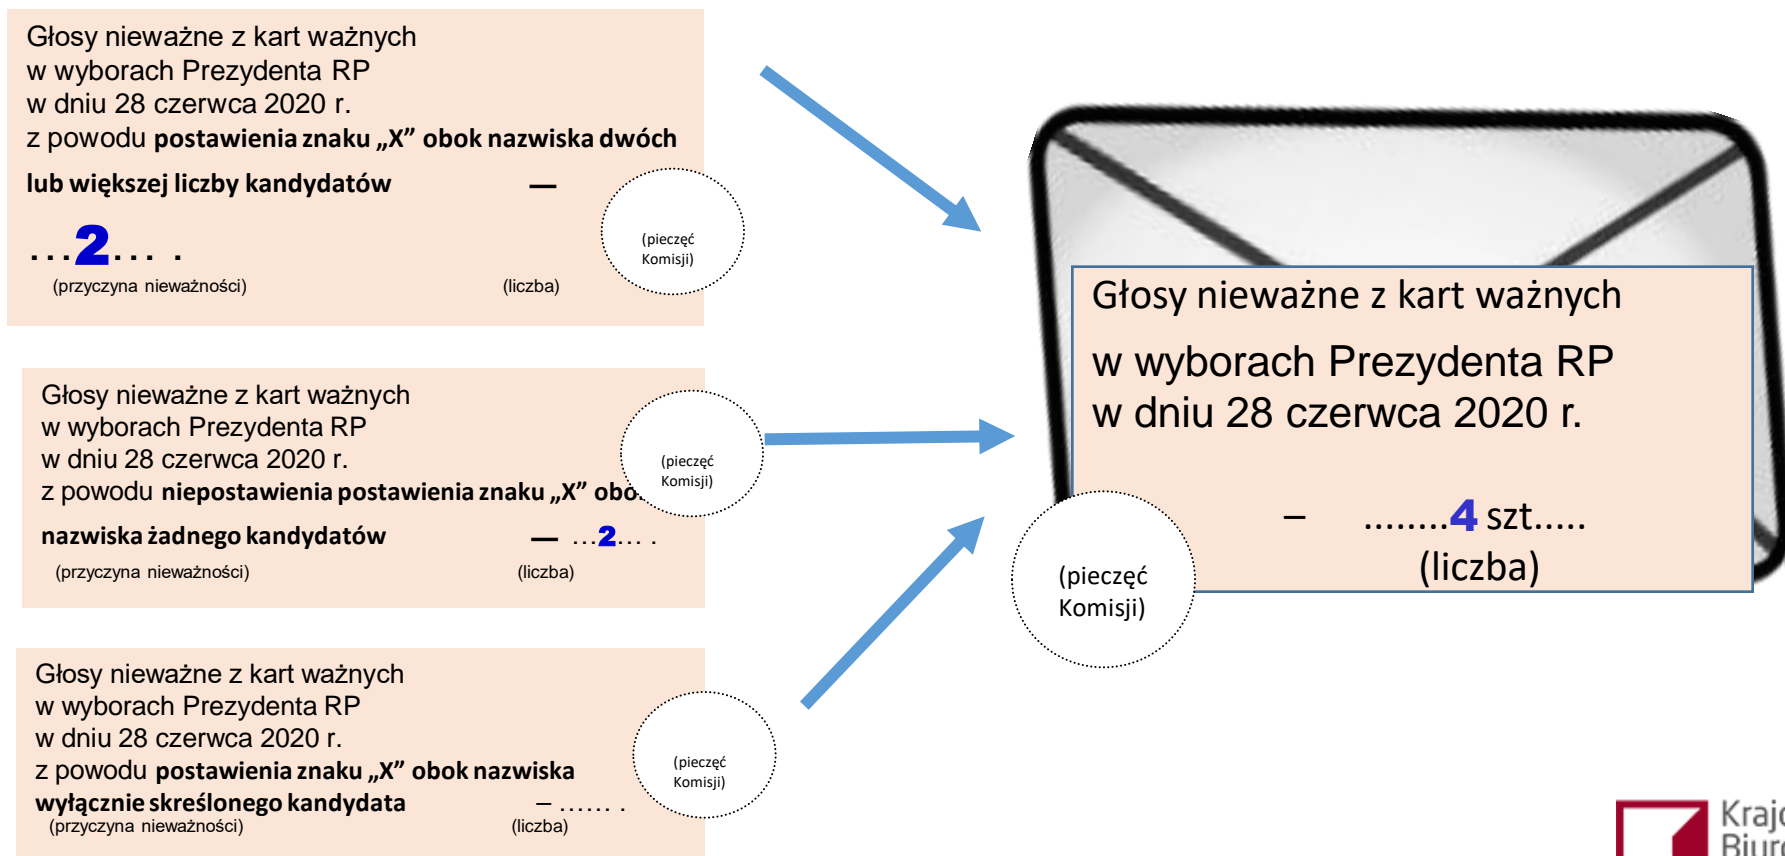 Głosy nieważne z kart ważnych
w wyborach Prezydenta RP
w dniu 28 czerwca 2020 r.
z powodu postawienia znaku „X” obok nazwiska dwóch
lub większej liczby kandydatów —
...2... .
(przyczyna nieważności) (liczba)
(pieczęć
Komisji)
Głosy nieważne z kart ważnych
w wyborach Prezydenta RP
w dniu 28 czerwca 2020 r.
z powodu niepostawienia postawienia znaku „X”
nazwiska żadnego kandydatów — ...2... .
(przyczyna nieważności) (liczba)
(pieczęć
Komisji)
Głosy nieważne z kart ważnych
w wyborach Prezydenta RP
w dniu 28 czerwca 2020 r.
z powodu postawienia znaku „X” obok nazwiska
wyłącznie skreślonego kandydata – ...... .
(przyczyna nieważności) (liczba)
(pieczęć
Komisji)
Głosy nieważne z kart ważnych
w wyborach Prezydenta RP
w dniu 28 czerwca 2020 r.
– ........4 szt.....
(liczba)
(pieczęć
Komisji)